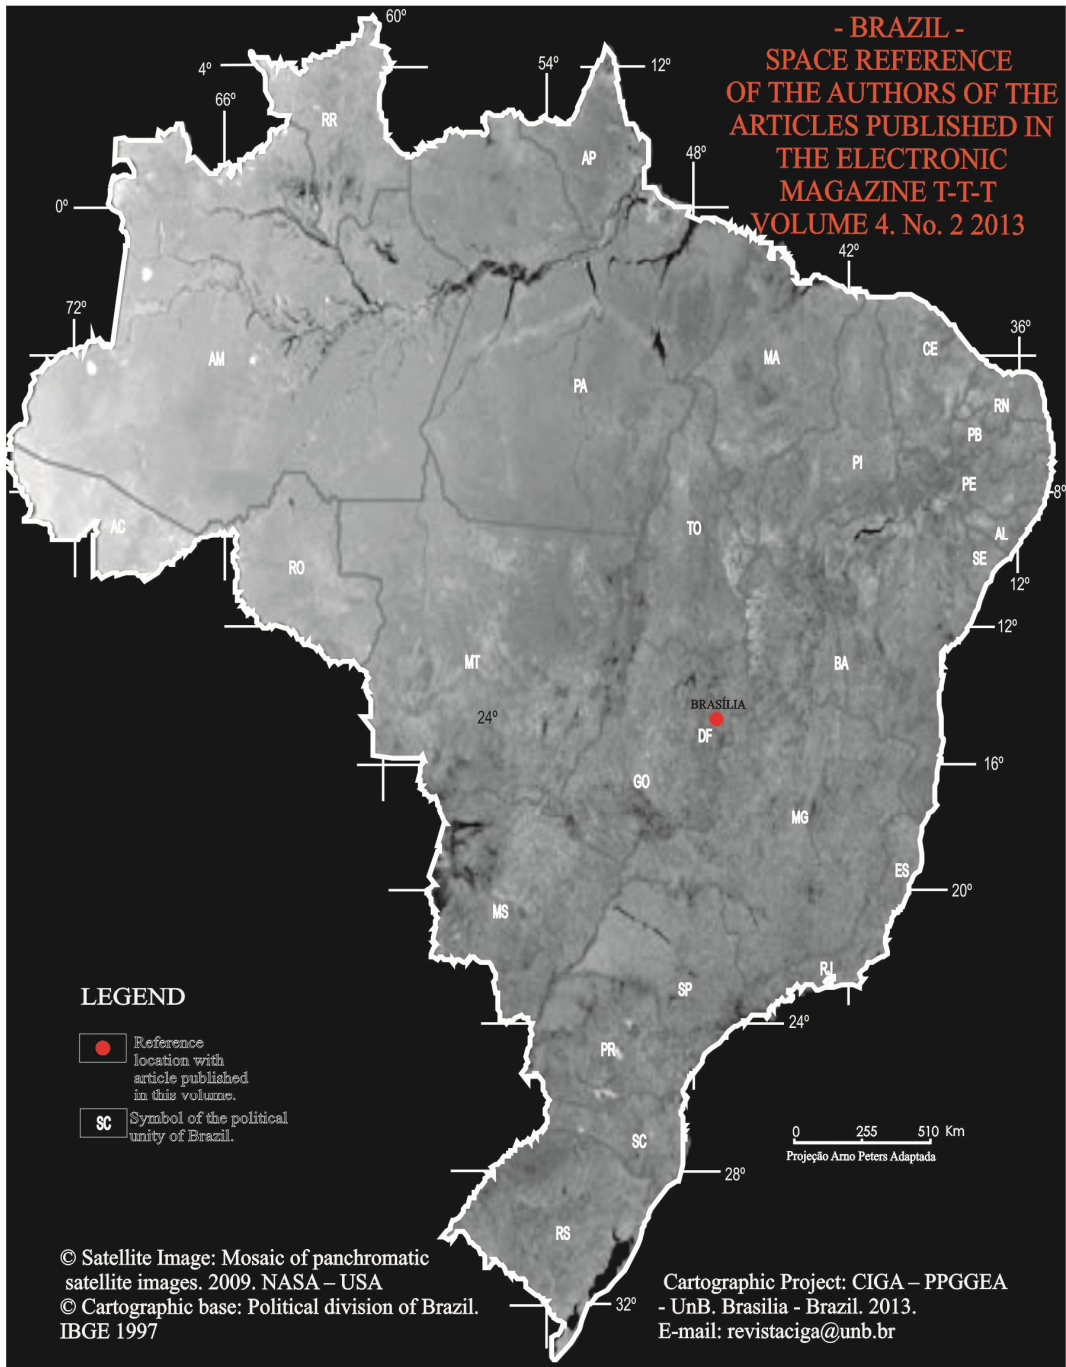 - BRAZIL -
SPACE REFERENCE
OF THE AUTHORS OF THE
ARTICLES PUBLISHED IN
THE ELECTRONIC
MAGAZINE T-T-T
VOLUME 4. No. 2 2013
60º
4º
54º
12º
66º
RR
AP
48º
0º
42º
72º
36º
AM
MA
CE
PA
RN
PB
PI
PE
8º
AC
TO
AL
SE
RO
12º
12º
MT
BA
BRASÍLIA
24º
DF
16º
GO
MG
ES
20º
MS
RJ
SP
24º
PR
SC
28º
RS
32º
LEGEND
Reference
location with
article published
in this volume.
SC
Symbol of the political
unity of Brazil.
0 255 510 Km
Projeção Arno Peters Adaptada
© Satellite Image: Mosaic of panchromatic
satellite images. 2009. NASA – USA
© Cartographic base: Political division of Brazil.
IBGE 1997
Cartographic Project: CIGA – PPGGEA
- UnB. Brasilia - Brazil. 2013.
E-mail: revistaciga@unb.br